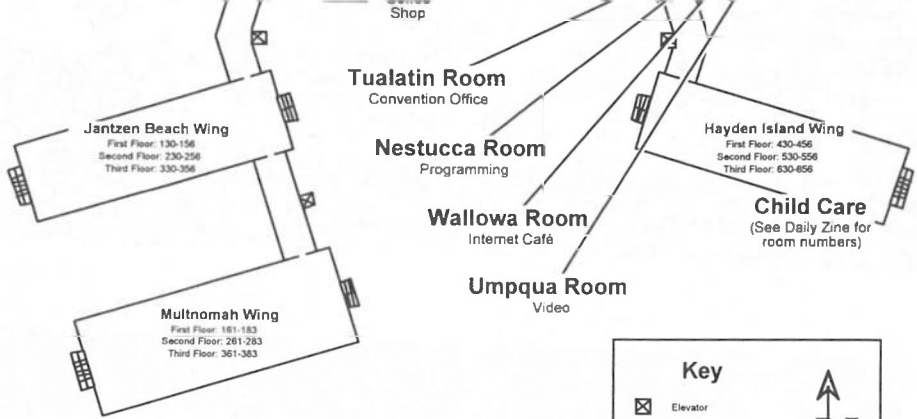 Shop
Tualatin Room
Convention Office
Jantzen Beach Wing
First Floor: 130-156
Second Floor: 230-256
Third Floor: 330-356
Nestucca Room
Programming
Hayden Island Wing
First Floor: 430-456
Second Floor: 530-556
Third Floor: 630-656
Wallowa Room
Internet Café
Child Care
(See Daily Zine for
room numbers)
Umpqua Room
Video
Multnomah Wing
First Floor: 161-183
Second Floor: 261-283
Third Floor: 361-383
Key
Elevator